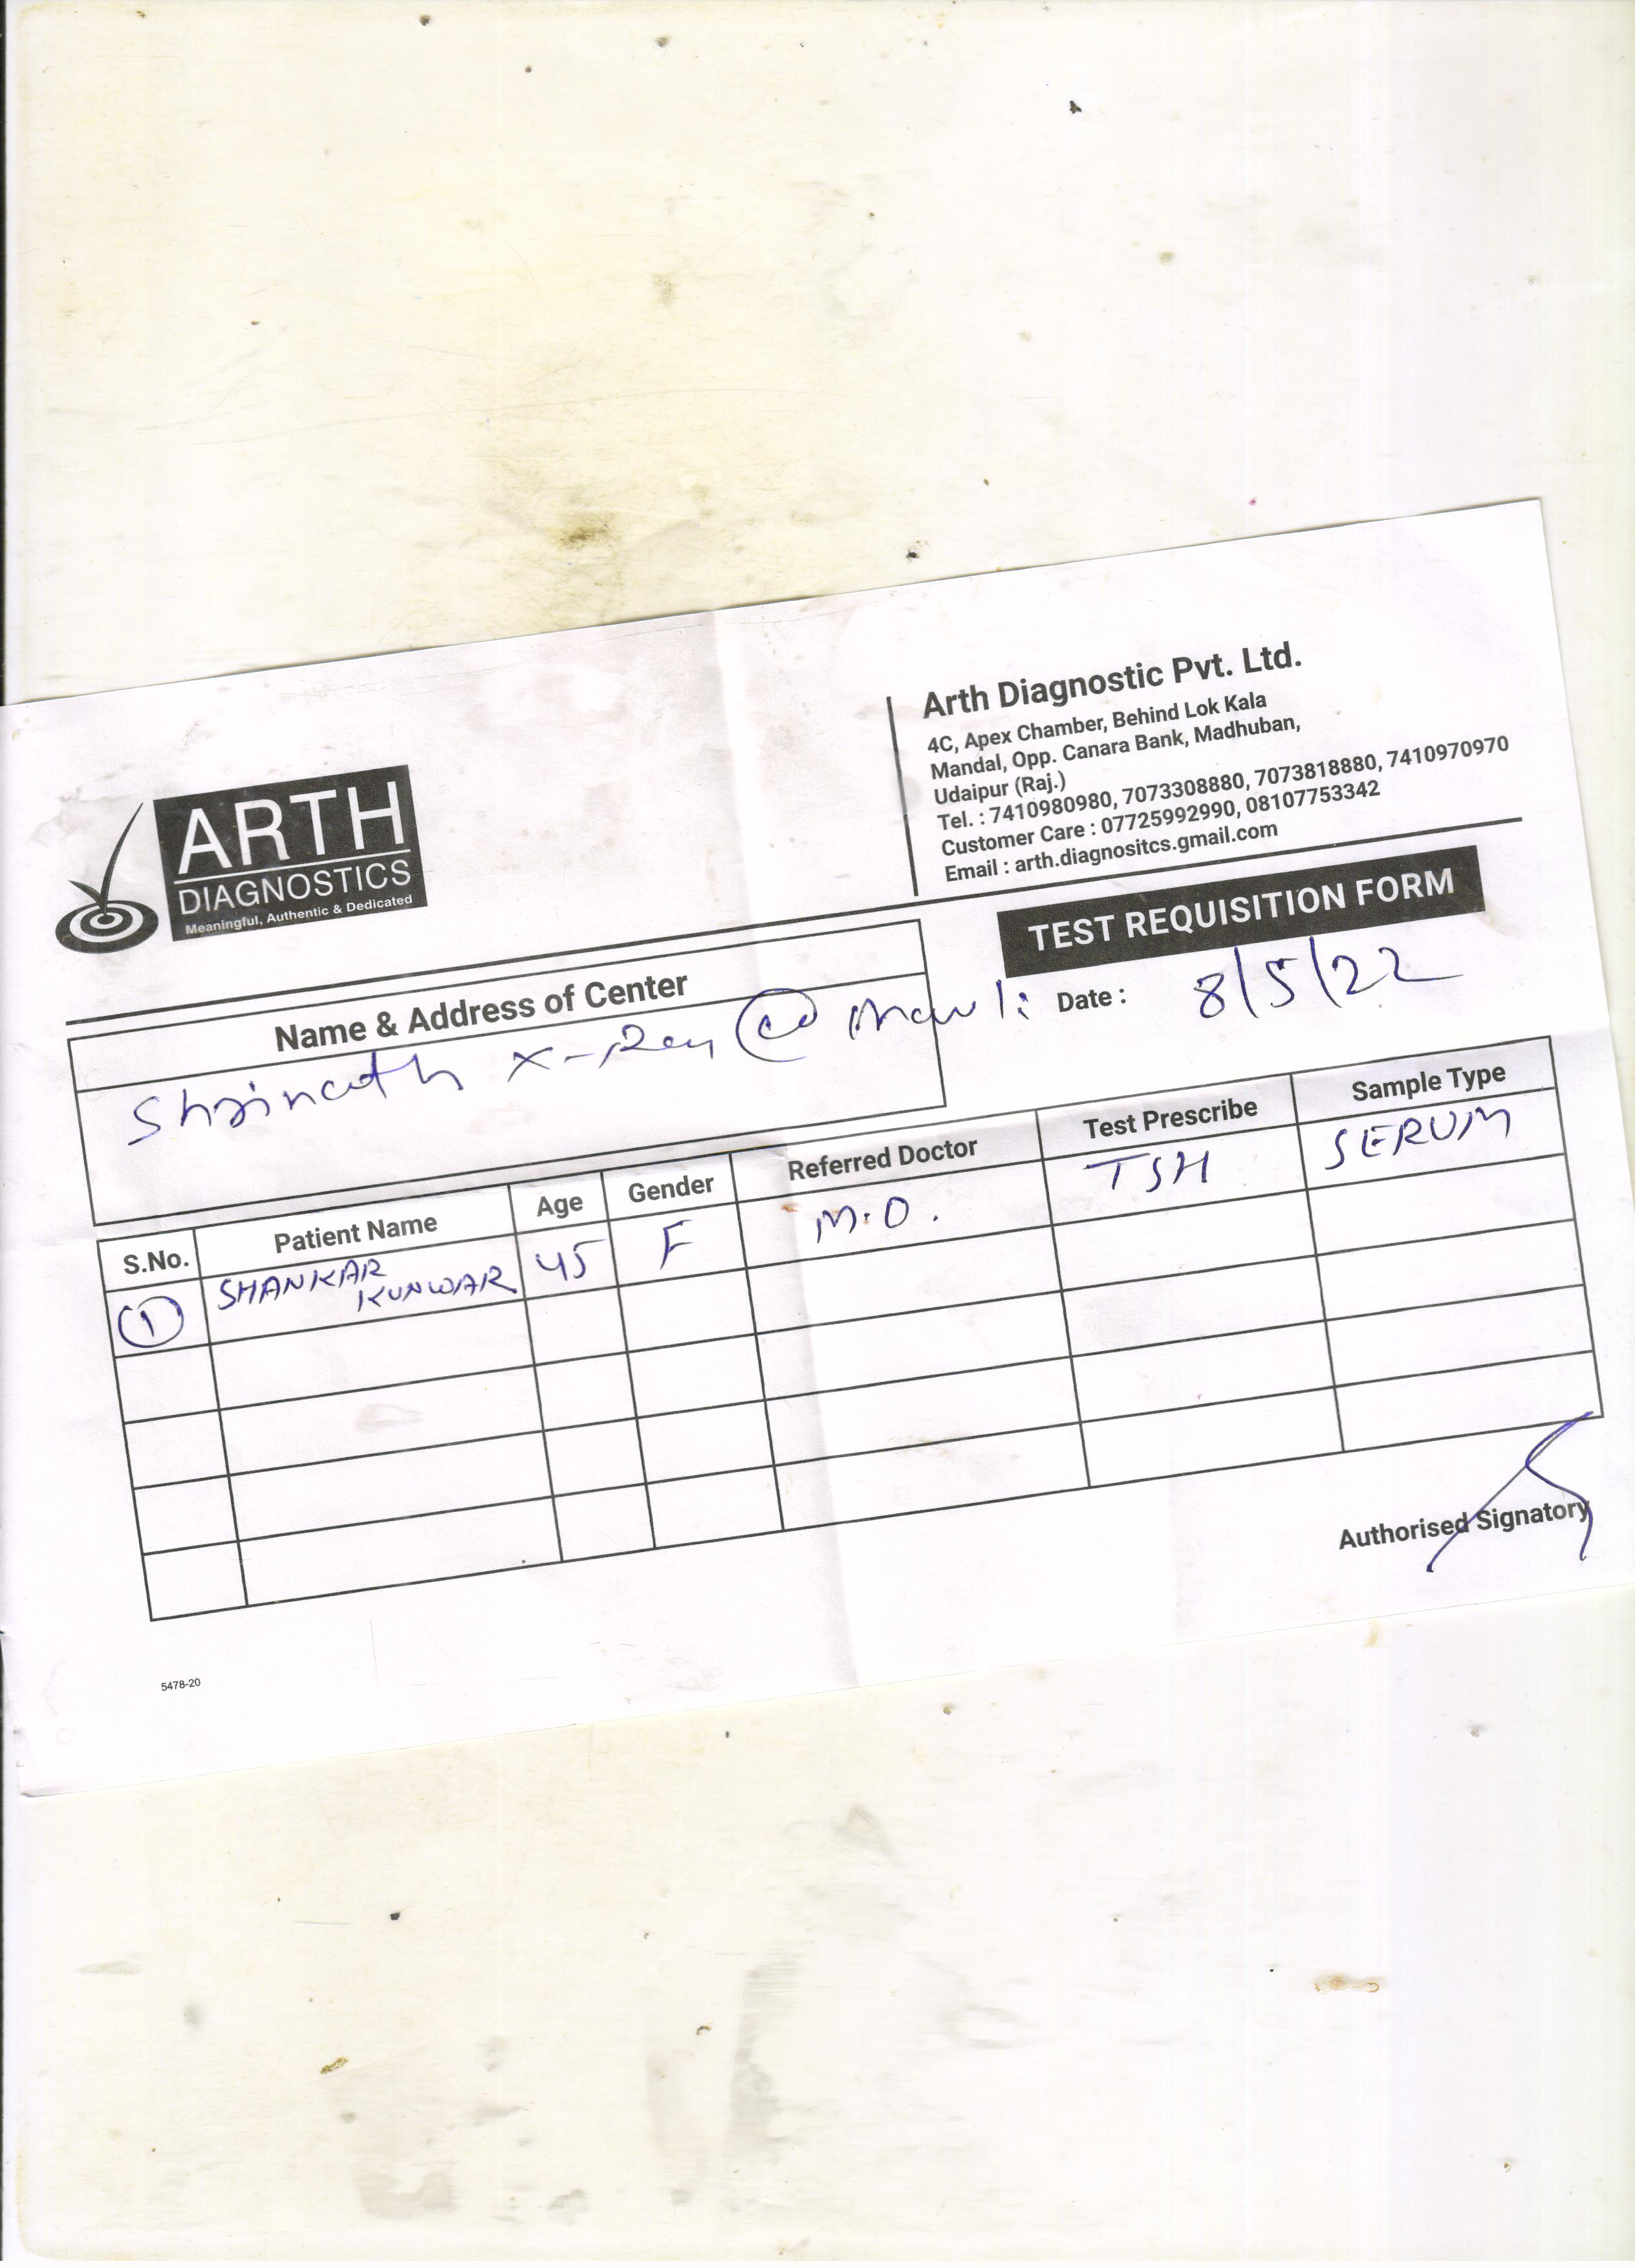 ARTH
DIAGNOSTICS
Meaningful, Authentic & Dedicated
Arth Diagnostic Pvt. Ltd.
4C, Apex Chamber, Behind Lok Kala
Mandal, Opp. Canara Bank, Madhuban,
Udaipur (Raj.)
Tel. : 7410980980, 7073308880, 7073818880, 7410970970
Customer Care : 07725992990, 08107753342
Email : arth.diagnositcs.gmail.com
TEST REQUISITION FORM
Name & Address of Center
Shrinath X-Ray @ Mavli
Date : 8/5/22
S.No. Patient Name Age Gender Referred Doctor Test Prescribe Sample Type
1 SHANKAR KUNWAR 45 F M.D. TSH SERUM
Authorised Signatory
5478-20